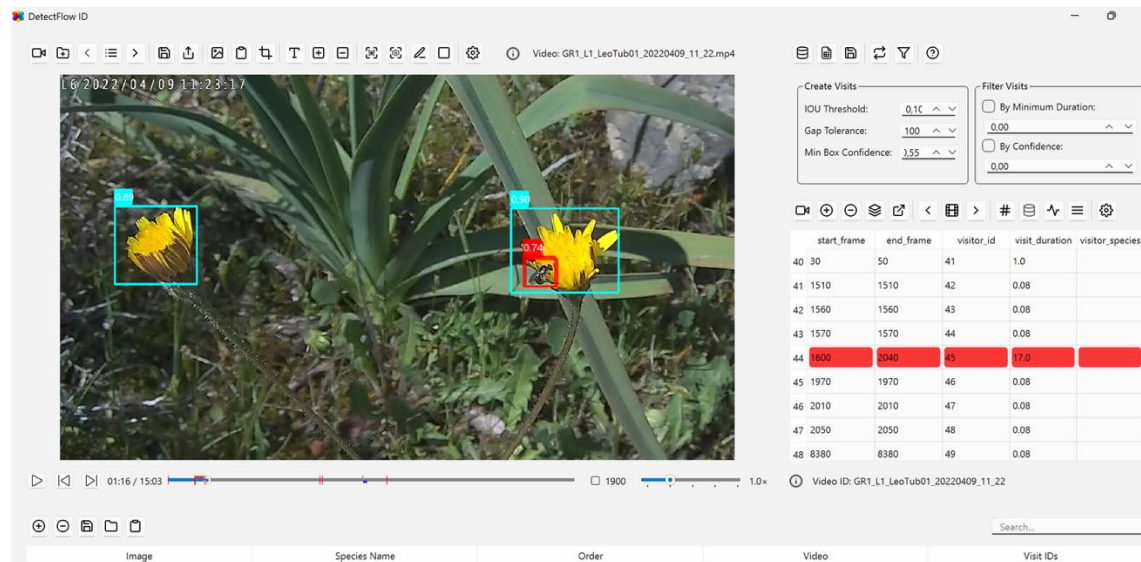 DetectFlow ID
Video: GR1_L1_LeoTub01_20220409_11_22.mp4
L6 2022/04/09 11:23:17
0.89
0.90
0.74
01:16 / 15:03
1900
1.0×
Create Visits
IOU Threshold: 0,10
Gap Tolerance: 100
Min Box Confidence: 0,55
Filter Visits
By Minimum Duration:
0,00
By Confidence:
0,00
start_frame end_frame visitor_id visit_duration visitor_species
40 30 50 41 1.0
41 1510 1510 42 0.08
42 1560 1560 43 0.08
43 1570 1570 44 0.08
44 1600 2040 45 17.0
45 1970 1970 46 0.08
46 2010 2010 47 0.08
47 2050 2050 48 0.08
48 8380 8380 49 0.08
Video ID: GR1_L1_LeoTub01_20220409_11_22
Search...
Image Species Name Order Video Visit IDs